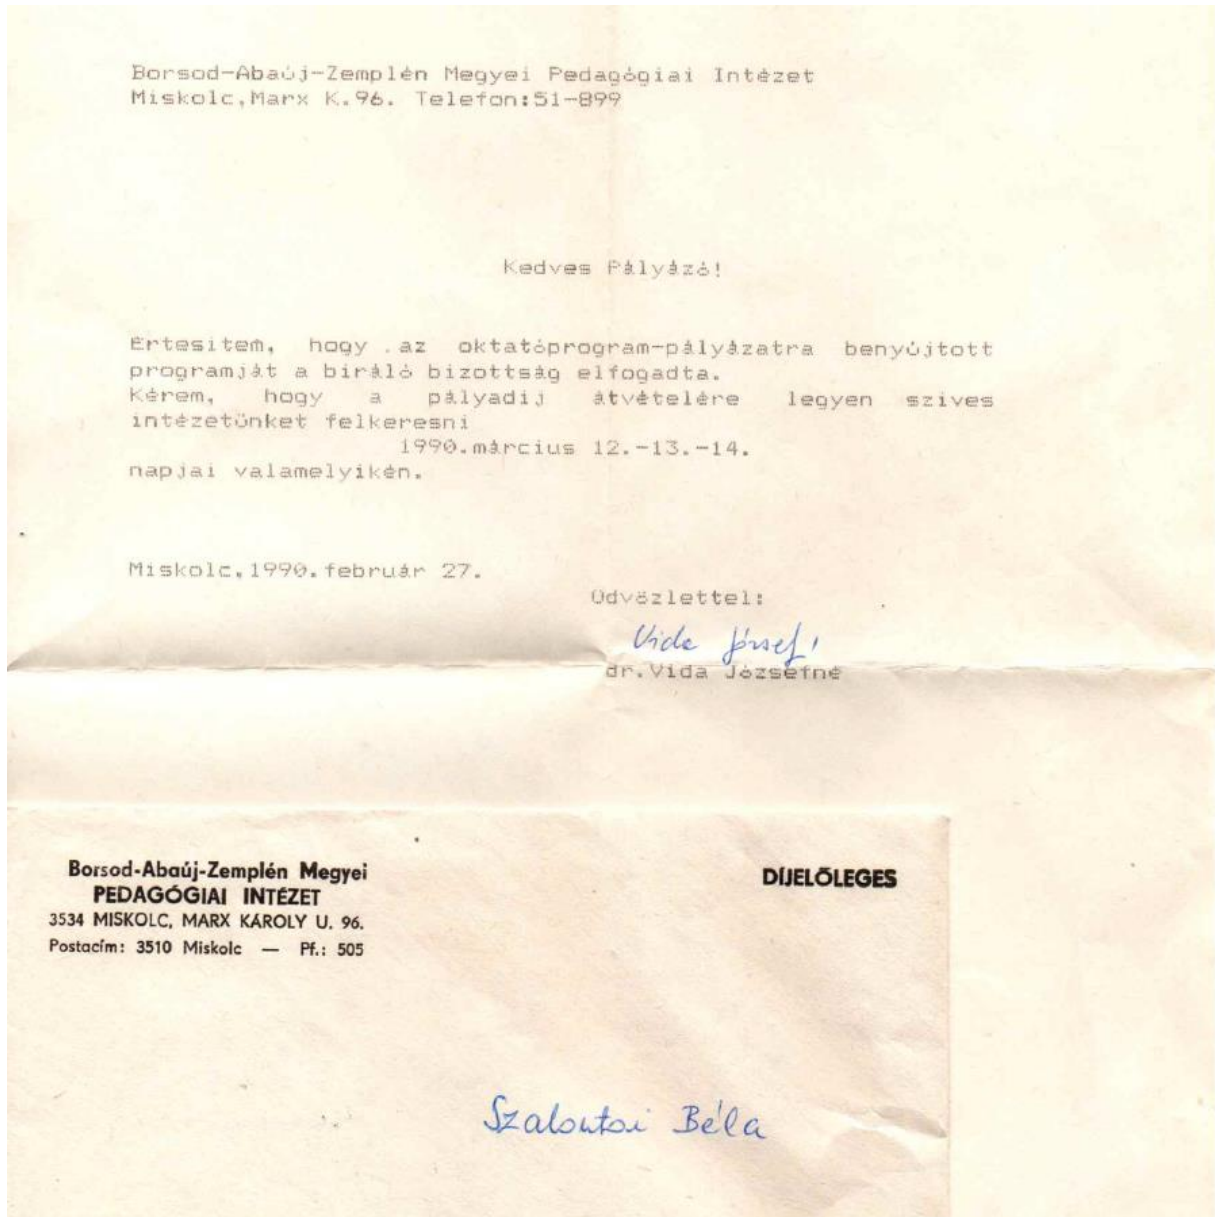 Borsod-Abaúj-Zemplén Megyei Pedagógiai Intézet
Miskolc,Marx K.96. Telefon:51-899
Kedves Pályázó!
Értesitem, hogy .az oktatóprogram-pályázatra benyújtott
programját a biráló bizottság elfogadta.
Kérem, hogy a pályadij átvételére legyen szives
intézetünket felkeresni
1990.március 12.-13.-14.
napjai valamelyikén.
Miskolc,1990.február 27.
Üdvözlettel:
Vida József
dr.Vida Józsefné
Borsod-Abaúj-Zemplén Megyei
PEDAGÓGIAI INTÉZET
3534 MISKOLC, MARX KÁROLY U. 96.
Postacím: 3510 Miskolc — Pf.: 505
DÍJELŐLEGES
Szalontai Béla